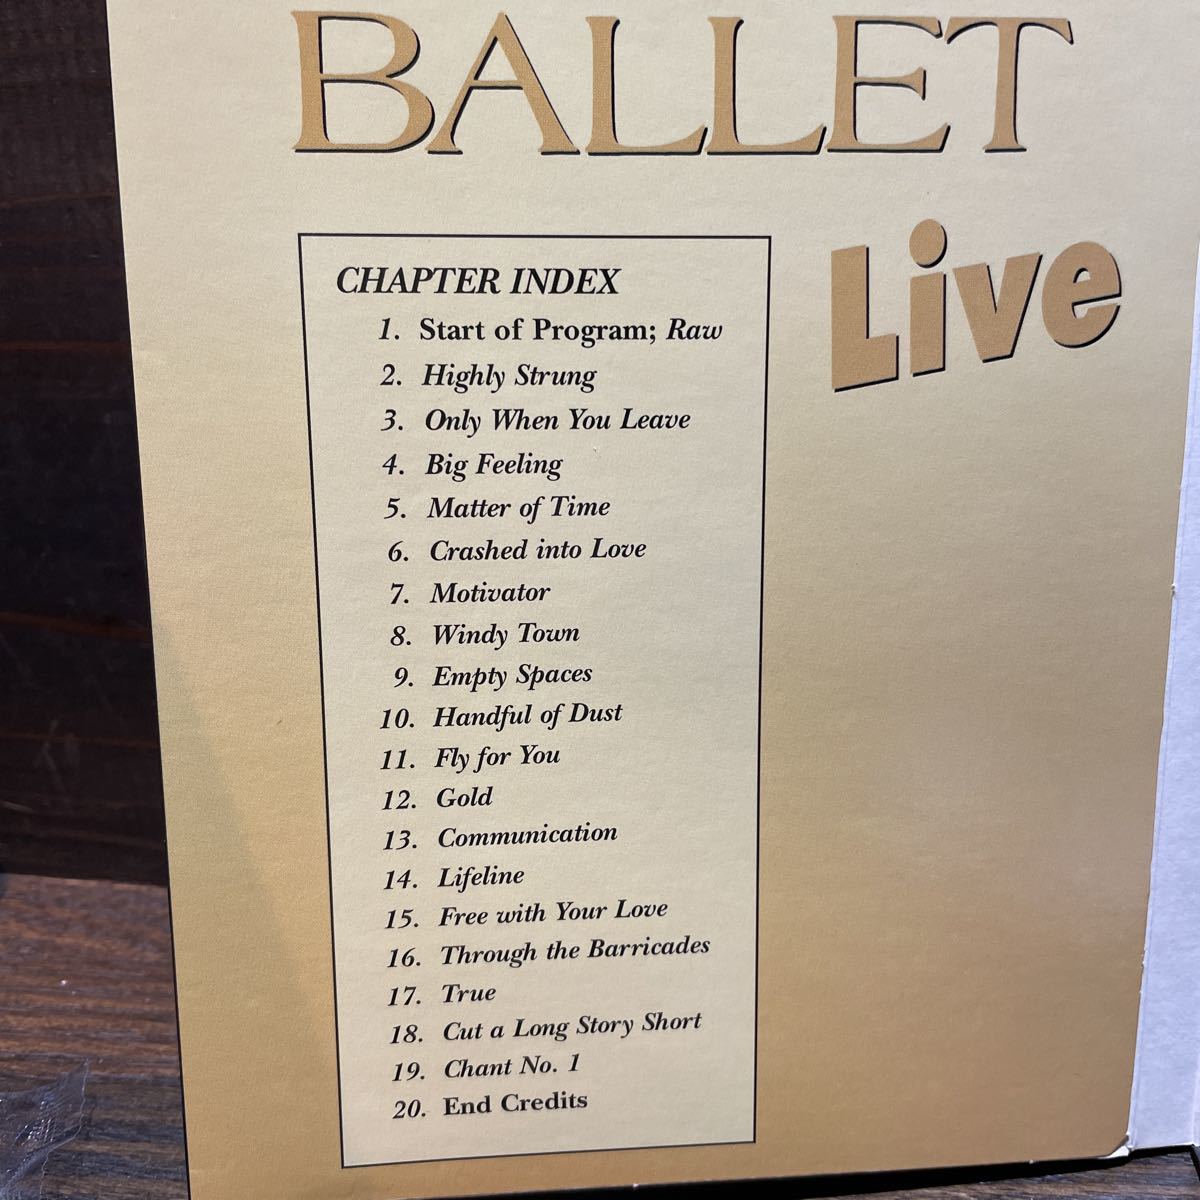 BALLET
Live
CHAPTER INDEX
1. Start of Program; Raw
2. Highly Strung
3. Only When You Leave
4. Big Feeling
5. Matter of Time
6. Crashed into Love
7. Motivator
8. Windy Town
9. Empty Spaces
10. Handful of Dust
11. Fly for You
12. Gold
13. Communication
14. Lifeline
15. Free with Your Love
16. Through the Barricades
17. True
18. Cut a Long Story Short
19. Chant No. 1
20. End Credits